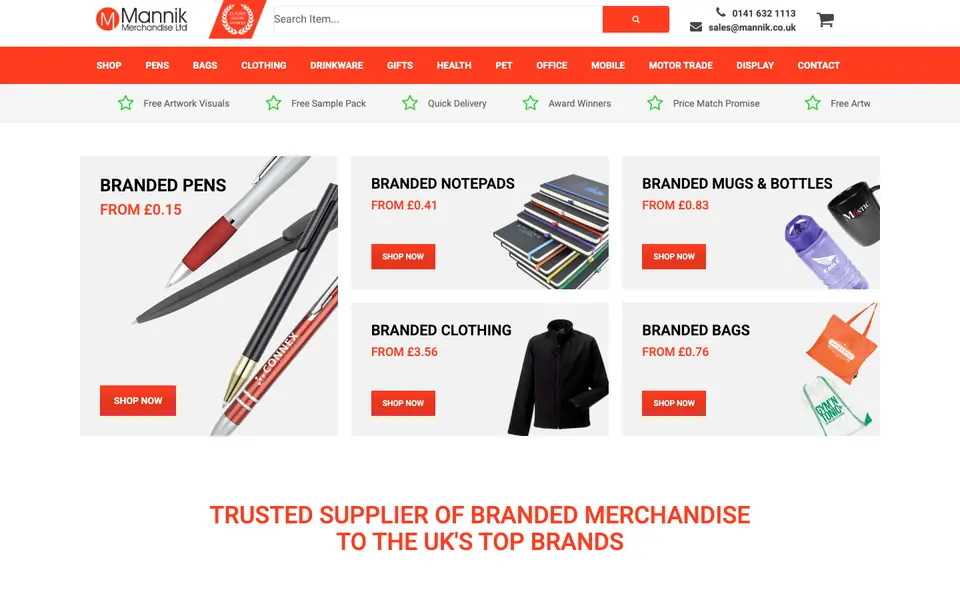 M Mannik
Merchandise Ltd
Search Item...
0141 632 1113
sales@mannik.co.uk
SHOP PENS BAGS CLOTHING DRINKWARE GIFTS HEALTH PET OFFICE MOBILE MOTOR TRADE DISPLAY CONTACT
Free Artwork Visuals Free Sample Pack Quick Delivery Award Winners Price Match Promise Free Artw
BRANDED PENS
FROM £0.15
CONNEX
SHOP NOW
BRANDED NOTEPADS
FROM £0.41
SHOP NOW
BRANDED MUGS & BOTTLES
FROM £0.83
SHOP NOW
EAGLE
BRANDED CLOTHING
FROM £3.56
SHOP NOW
BRANDED BAGS
FROM £0.76
SHOP NOW
GYM'N
TONIC
TRUSTED SUPPLIER OF BRANDED MERCHANDISE
TO THE UK'S TOP BRANDS